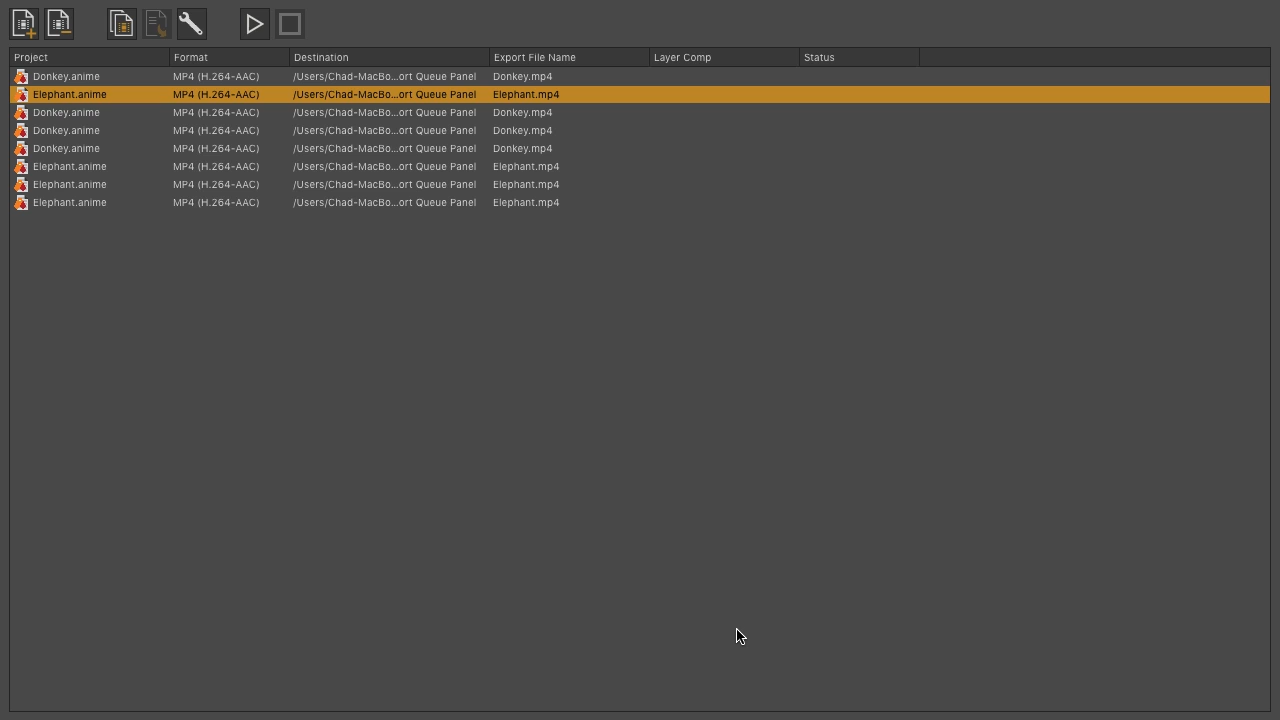 Project Format Destination Export File Name Layer Comp Status
Donkey.anime MP4 (H.264-AAC) /Users/Chad-MacBo...ort Queue Panel Donkey.mp4
Elephant.anime MP4 (H.264-AAC) /Users/Chad-MacBo...ort Queue Panel Elephant.mp4
Donkey.anime MP4 (H.264-AAC) /Users/Chad-MacBo...ort Queue Panel Donkey.mp4
Donkey.anime MP4 (H.264-AAC) /Users/Chad-MacBo...ort Queue Panel Donkey.mp4
Donkey.anime MP4 (H.264-AAC) /Users/Chad-MacBo...ort Queue Panel Donkey.mp4
Elephant.anime MP4 (H.264-AAC) /Users/Chad-MacBo...ort Queue Panel Elephant.mp4
Elephant.anime MP4 (H.264-AAC) /Users/Chad-MacBo...ort Queue Panel Elephant.mp4
Elephant.anime MP4 (H.264-AAC) /Users/Chad-MacBo...ort Queue Panel Elephant.mp4